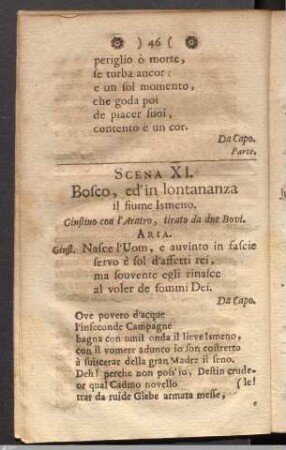 ) 46 (
periglio ò morte,
se turba ancor:
e un sol momento,
che goda poi
de piacer suoi,
contento è un cor.
Da Capo.
Parte.
SCENA XI.
Bosco, ed'in lontananza
il fiume Ismeno.
Giustino con l'Aratro, tirato da due Bovi.
ARIA.
Giust. Nasce l'Uom, e auvinto in fascie
servo è sol d'affetti rei,
ma souvente egli rinasce
al voler de sommi Dei.
Da Capo.
Ove povero d'acque
l'infeconde Campagne
bagna con umil onda il lieve Ismeno,
con il vomere adunco io son costretto
à suiscerar della gran Madre il seno.
Deh! perche non poss'io, Destin crude-
or qual Cadmo novello (le!
trar da ruide Glebe armata messe,
e